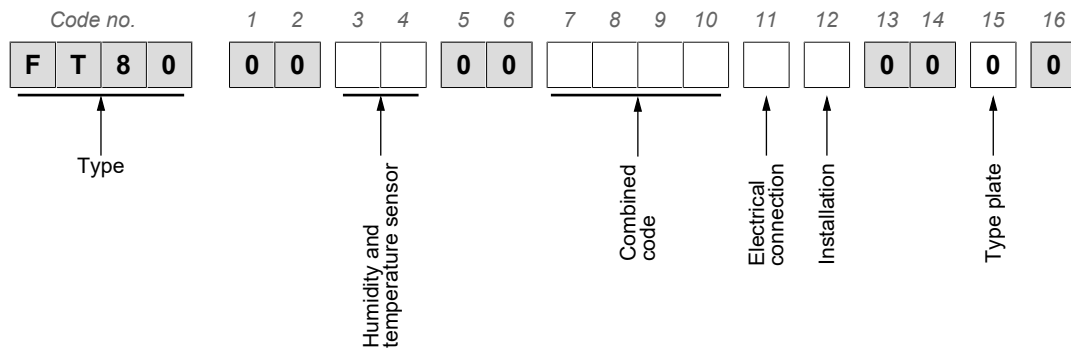 Code no. 1 2 3 4 5 6 7 8 9 10 11 12 13 14 15 16
F T 8 0 0 0 0 0 0 0 0 0
Type
Humidity and
temperature sensor
Combined
code
Electrical
connection
Installation
Type plate